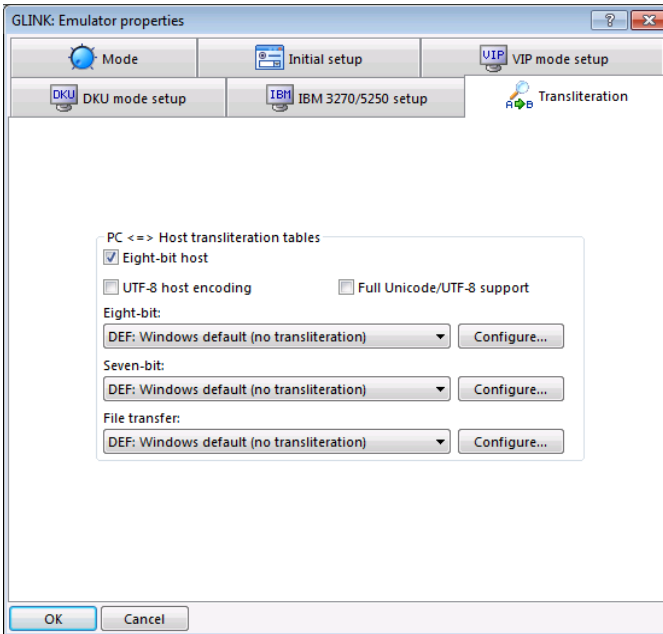 GLINK: Emulator properties
Mode
Initial setup
VIP VIP mode setup
DKU DKU mode setup
IBM IBM 3270/5250 setup
A B Transliteration
PC <=> Host transliteration tables
Eight-bit host
UTF-8 host encoding Full Unicode/UTF-8 support
Eight-bit:
DEF: Windows default (no transliteration) Configure...
Seven-bit:
DEF: Windows default (no transliteration) Configure...
File transfer:
DEF: Windows default (no transliteration) Configure...
OK Cancel